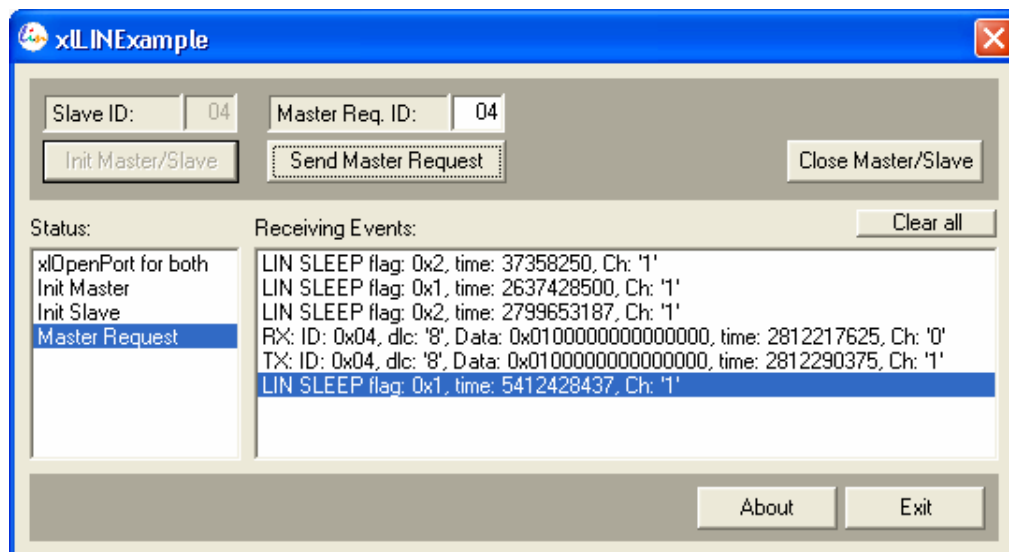 xlLINExample
Slave ID: 04 Master Req. ID: 04
Init Master/Slave Send Master Request Close Master/Slave
Status: Receiving Events: Clear all
xlOpenPort for both
Init Master
Init Slave
Master Request
LIN SLEEP flag: 0x2, time: 37358250, Ch: '1'
LIN SLEEP flag: 0x1, time: 2637428500, Ch: '1'
LIN SLEEP flag: 0x2, time: 2799653187, Ch: '1'
RX: ID: 0x04, dlc: '8', Data: 0x0100000000000000, time: 2812217625, Ch: '0'
TX: ID: 0x04, dlc: '8', Data: 0x0100000000000000, time: 2812290375, Ch: '1'
LIN SLEEP flag: 0x1, time: 5412428437, Ch: '1'
About Exit